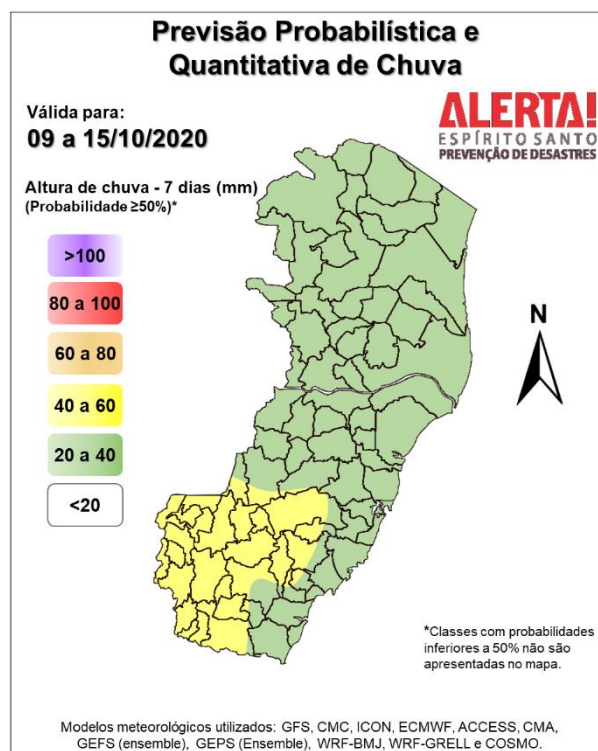 Previsão Probabilística e
Quantitativa de Chuva
Válida para:
09 a 15/10/2020
ALERTA!
ESPÍRITO SANTO
PREVENÇÃO DE DESASTRES
Altura de chuva - 7 dias (mm)
(Probabilidade ≥50%)*
>100
80 a 100
60 a 80
40 a 60
20 a 40
<20
N
*Classes com probabilidades
inferiores a 50% não são
apresentadas no mapa.
Modelos meteorológicos utilizados: GFS, CMC, ICON, ECMWF, ACCESS, CMA,
GEFS (ensemble), GEPS (Ensemble), WRF-BMJ, WRF-GRELL e COSMO.